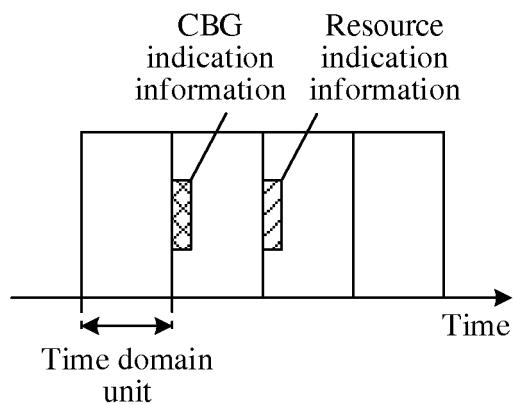 CBG
indication
information
Resource
indication
information
Time
Time domain
unit